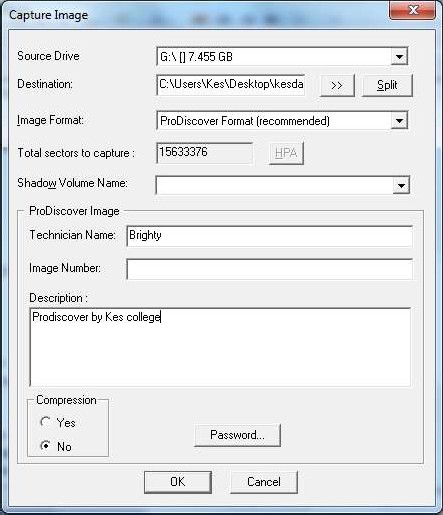 Capture Image
Source Drive
G:\ [] 7.455 GB
Destination:
C:\Users\Kes\Desktop\kesda
>>
Split
Image Format:
ProDiscover Format (recommended)
Total sectors to capture :
15633376
HPA
Shadow Volume Name:
ProDiscover Image
Technician Name:
Brighty
Image Number:
Description :
Prodiscover by Kes college
Compression
Yes
No
Password...
OK
Cancel